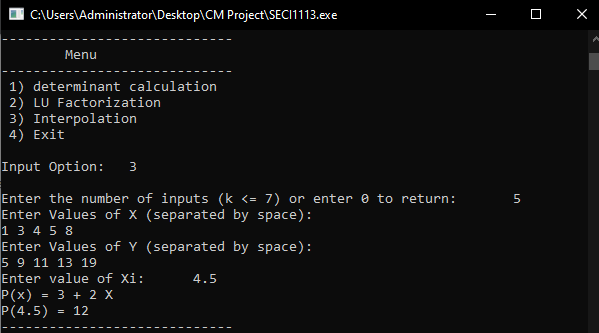 C:\Users\Administrator\Desktop\CM Project\SECI1113.exe
-----------------------------
Menu
-----------------------------
1) determinant calculation
2) LU Factorization
3) Interpolation
4) Exit
Input Option: 3
Enter the number of inputs (k <= 7) or enter 0 to return: 5
Enter Values of X (separated by space):
1 3 4 5 8
Enter Values of Y (separated by space):
5 9 11 13 19
Enter value of Xi: 4.5
P(x) = 3 + 2 X
P(4.5) = 12
-----------------------------